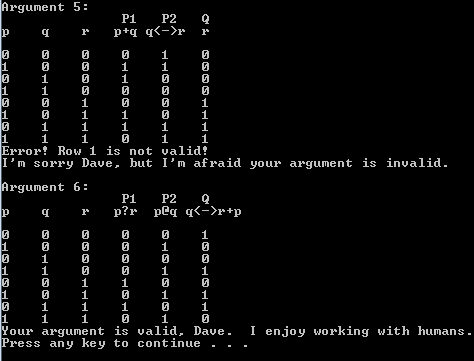 Argument 5:
P1 P2 Q
p q r p+q q<->r r
0 0 0 0 1 0
1 0 0 1 1 0
0 1 0 1 0 0
1 1 0 0 0 0
0 0 1 0 0 1
1 0 1 1 0 1
0 1 1 1 1 1
1 1 1 0 1 1
Error! Row 1 is not valid!
I'm sorry Dave, but I'm afraid your argument is invalid.
Argument 6:
P1 P2 Q
p q r p?r p@q q<->r+p
0 0 0 0 0 1
1 0 0 0 1 0
0 1 0 0 0 0
1 1 0 0 1 1
0 0 1 1 0 0
1 0 1 0 1 1
0 1 1 1 0 1
1 1 1 0 1 0
Your argument is valid, Dave. I enjoy working with humans.
Press any key to continue . . .